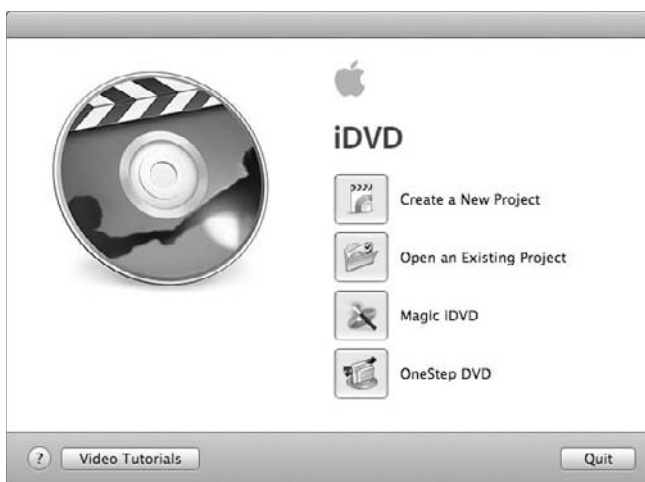 iDVD
Create a New Project
Open an Existing Project
Magic iDVD
OneStep DVD
? Video Tutorials
Quit